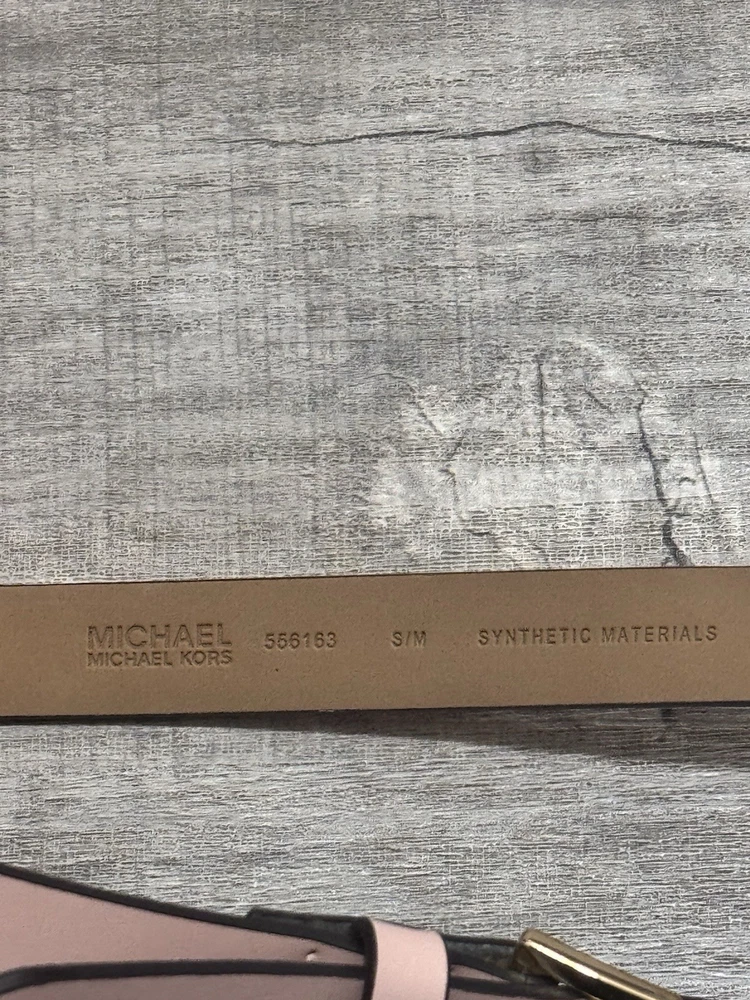 MICHAEL
MICHAEL KORS
556163 S/M SYNTHETIC MATERIALS